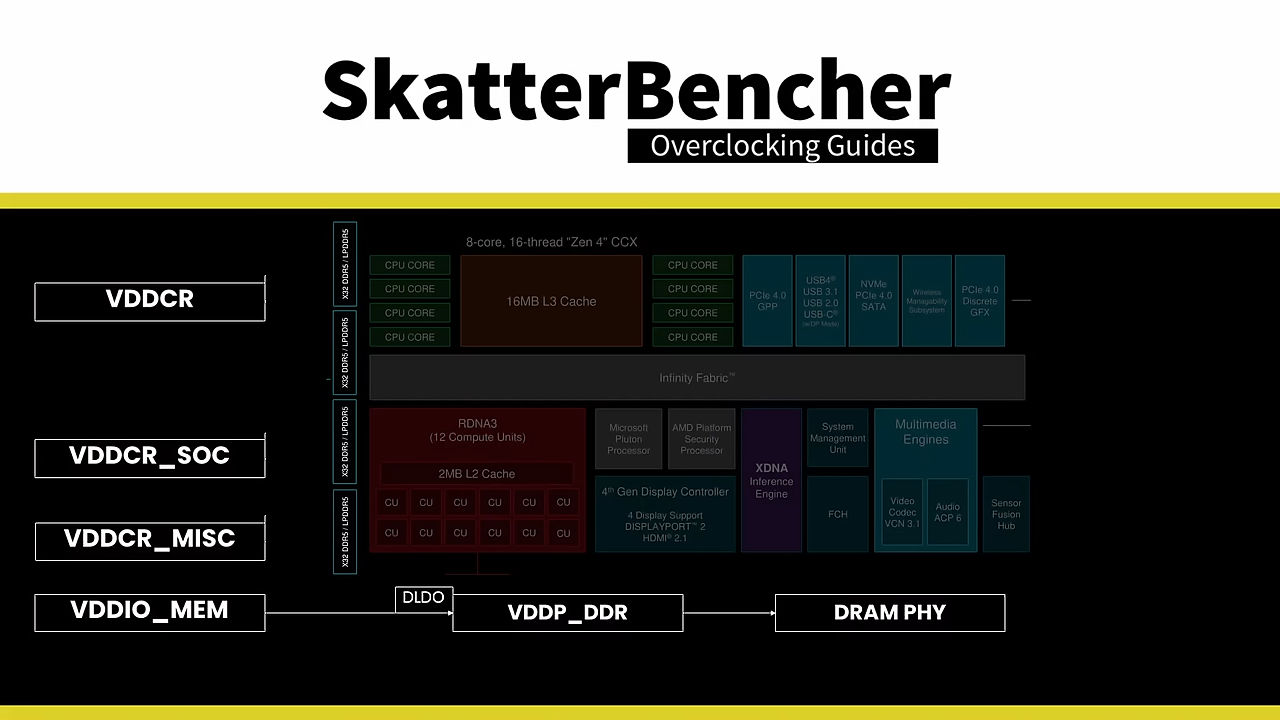 SkatterBencher
Overclocking Guides
8-core, 16-thread "Zen 4" CCX
X32 DDR5 / LPDDR5
X32 DDR5 / LPDDR5
X32 DDR5 / LPDDR5
X32 DDR5 / LPDDR5
VDDCR
VDDCR_SOC
VDDCR_MISC
CPU CORE
CPU CORE
CPU CORE
CPU CORE
16MB L3 Cache
CPU CORE
CPU CORE
CPU CORE
CPU CORE
PCIe 4.0
GPP
USB4®
USB 3.1
USB 2.0
USB-C®
(w/DP Mode)
NVMe
PCIe 4.0
SATA
Wireless
Managability
Subsystem
PCIe 4.0
Discrete
GFX
Infinity Fabric™
RDNA3
(12 Compute Units)
2MB L2 Cache
CU CU CU CU CU CU
CU CU CU CU CU CU
Microsoft
Pluton
Processor
AMD Platform
Security
Processor
4th Gen Display Controller
4 Display Support
DISPLAYPORT™ 2
HDMI® 2.1
XDNA
Inference
Engine
System
Management
Unit
FCH
Multimedia
Engines
Video
Codec
VCN 3.1
Audio
ACP 6
Sensor
Fusion
Hub
VDDIO_MEM
DLDO
VDDP_DDR
DRAM PHY